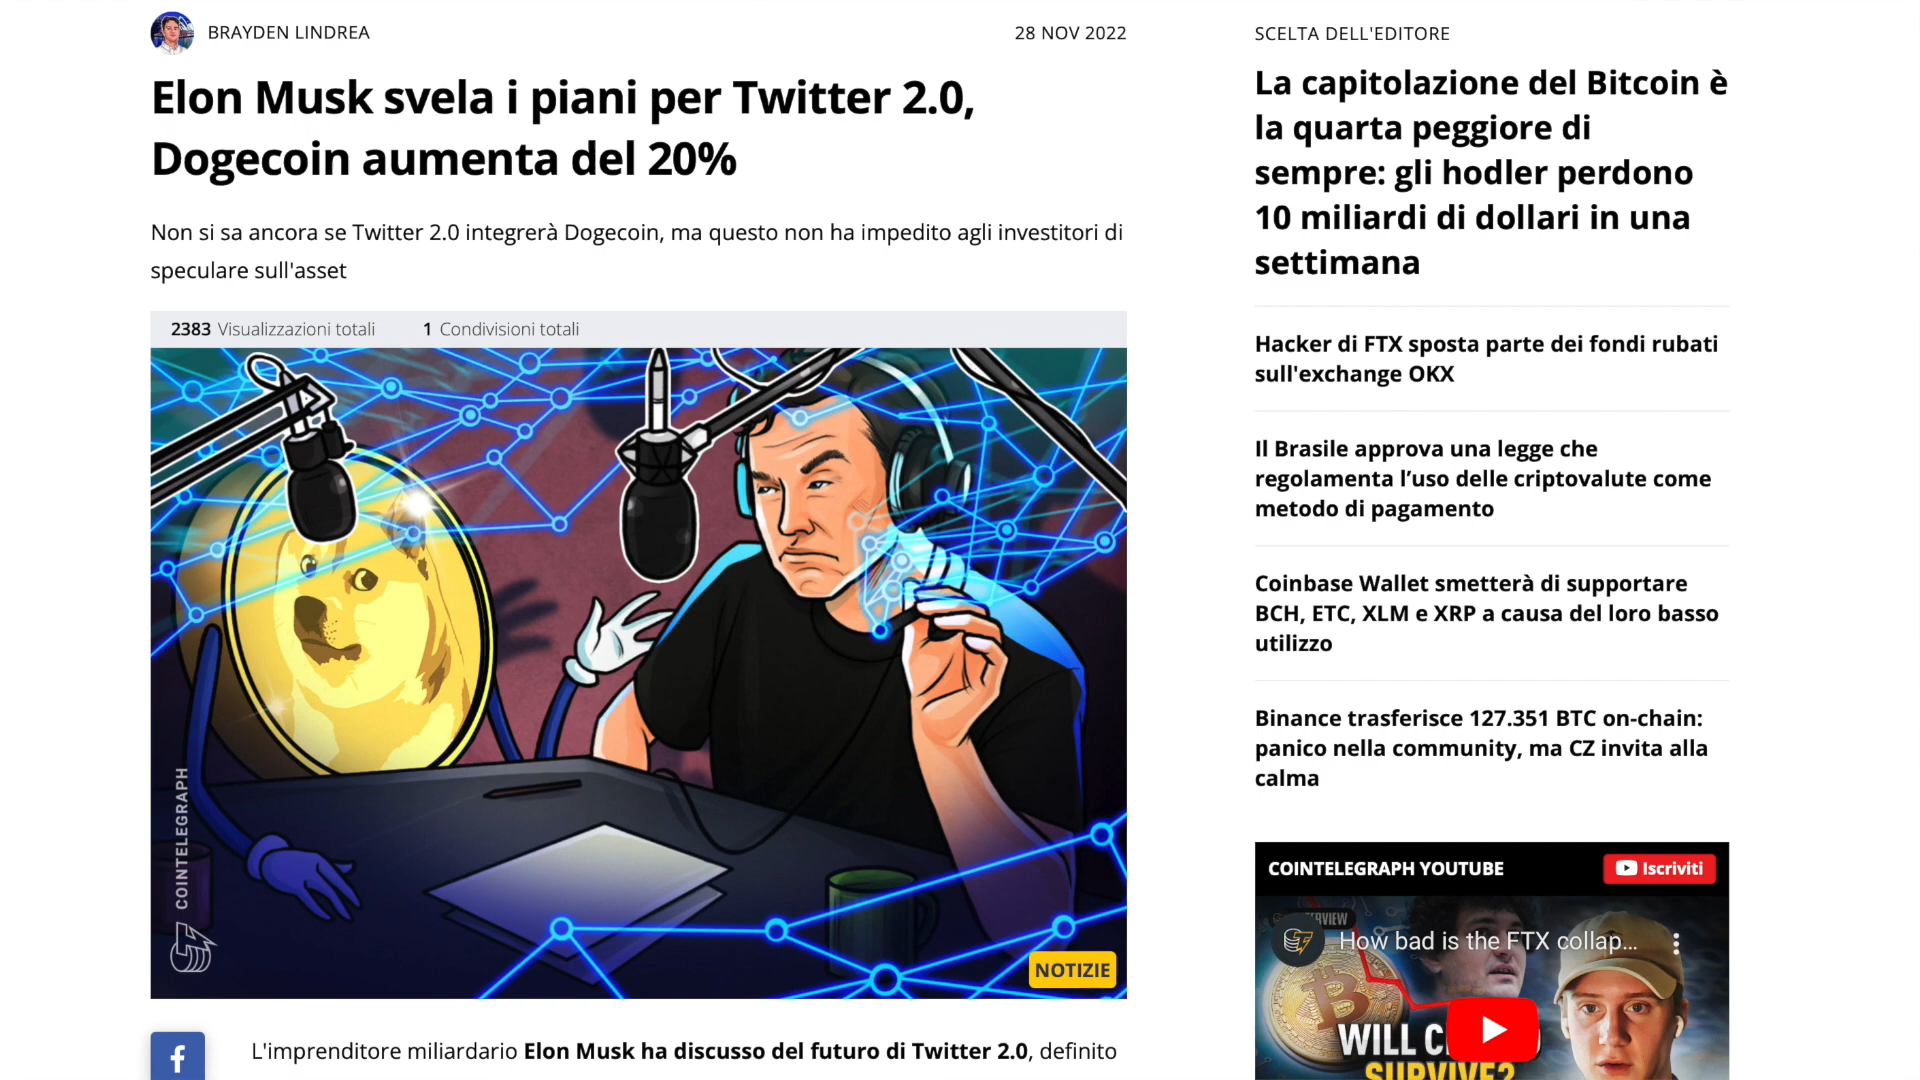 BRAYDEN LINDREA
28 NOV 2022
Elon Musk svela i piani per Twitter 2.0,
Dogecoin aumenta del 20%
Non si sa ancora se Twitter 2.0 integrerà Dogecoin, ma questo non ha impedito agli investitori di
speculare sull'asset
2383 Visualizzazioni totali
1 Condivisioni totali
COINTELEGRAPH
NOTIZIE
L'imprenditore miliardario Elon Musk ha discusso del futuro di Twitter 2.0, definito
SCELTA DELL'EDITORE
La capitolazione del Bitcoin è
la quarta peggiore di
sempre: gli hodler perdono
10 miliardi di dollari in una
settimana
Hacker di FTX sposta parte dei fondi rubati
sull'exchange OKX
Il Brasile approva una legge che
regolamenta l’uso delle criptovalute come
metodo di pagamento
Coinbase Wallet smetterà di supportare
BCH, ETC, XLM e XRP a causa del loro basso
utilizzo
Binance trasferisce 127.351 BTC on-chain:
panico nella community, ma CZ invita alla
calma
COINTELEGRAPH YOUTUBE
Iscriviti
How bad is the FTX collap...
WILL
SURVIVE?